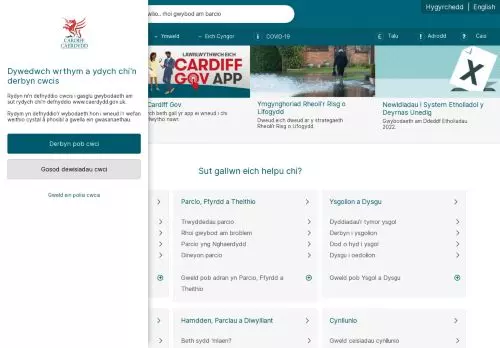 CARDIFF
CAERDYDD
Dywedwch wrthym a ydych chi'n
derbyn cwcis
Rydyn ni'n defnyddio cwcis i gasglu gwybodaeth am
sut rydych chi'n defnyddio www.caerdydd.gov.uk.
Rydym yn defnyddio'r wybodaeth hon i wneud i'r wefan
weithio cystal â phosibl a gwella ein gwasanaethau.
Derbyn pob cwci
Gosod dewisiadau cwci
Gweld ein polisi cwcis
rhoi gwybod am barcio
Hygyrchedd | English
Ymweld
Eich Cyngor
COVID-19
Talu
Adrodd
Cais
LAWRLWYTHWCH EICH
CARDIFF
GOV APP
X
Cardiff Gov.
beth gall yr app ei wneud i chi
Ymgynghoriad Rheoli'r Risg o
Lifogydd
Dweud eich dweud ar y strategaeth
Rheoli'r Risg o Lifogydd.
Newidiadau i System Etholiadol y
Deyrnas Unedig
Gwybodaeth am Ddeddf Etholiadau
2022.
Sut gallwn eich helpu chi?
Parcio, Ffyrdd a Theithio
Trwyddedau parcio
Rhoi gwybod am broblem
Parcio yng Nghaerdydd
Dirwyon parcio
Gweld pob adran yn Parcio, Ffyrdd a
Theithio
Ysgolion a Dysgu
Dyddiadau'r tymor ysgol
Derbyn i ysgolion
Dod o hyd i ysgol
Dysgu i oedolion
Gweld pob Ysgol a Dysgu
Hamdden, Parciau a Diwylliant
Beth sydd 'mlaen?
Cynllunio
Gweld ceisiadau cynllunio